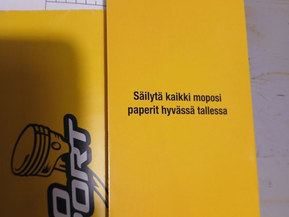 Säilytä kaikki moposi
paperit hyvässä tallessa